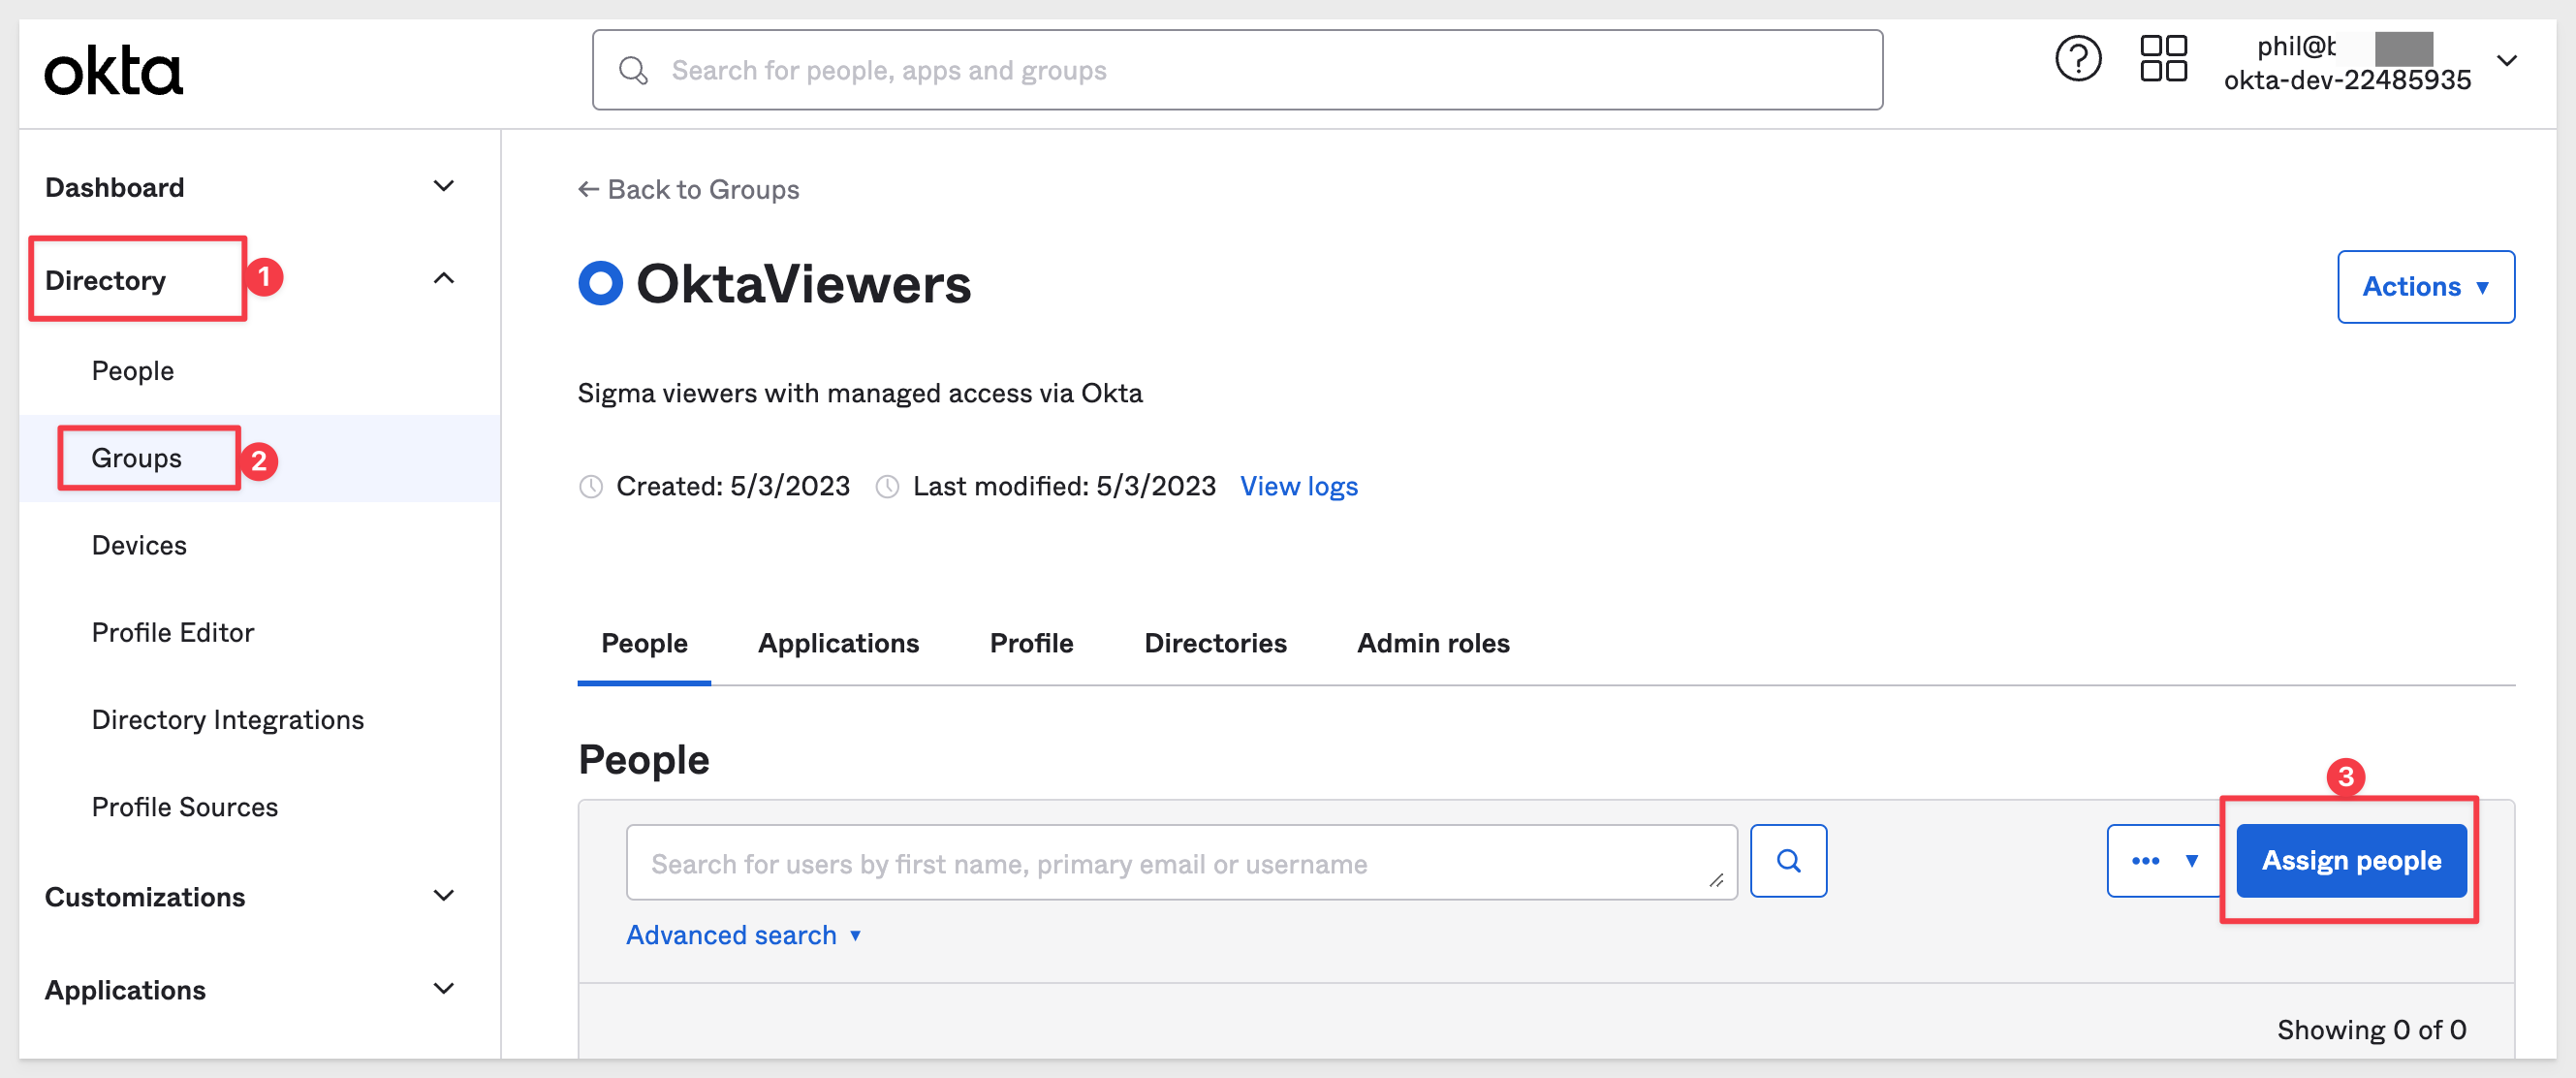 okta
Search for people, apps and groups
phil@b
okta-dev-22485935
Dashboard
Directory
1
People
Groups
2
Devices
Profile Editor
Directory Integrations
Profile Sources
Customizations
Applications
← Back to Groups
OktaViewers
Actions
Sigma viewers with managed access via Okta
Created: 5/3/2023 Last modified: 5/3/2023 View logs
People Applications Profile Directories Admin roles
People
3
Search for users by first name, primary email or username
Assign people
Advanced search
Showing 0 of 0